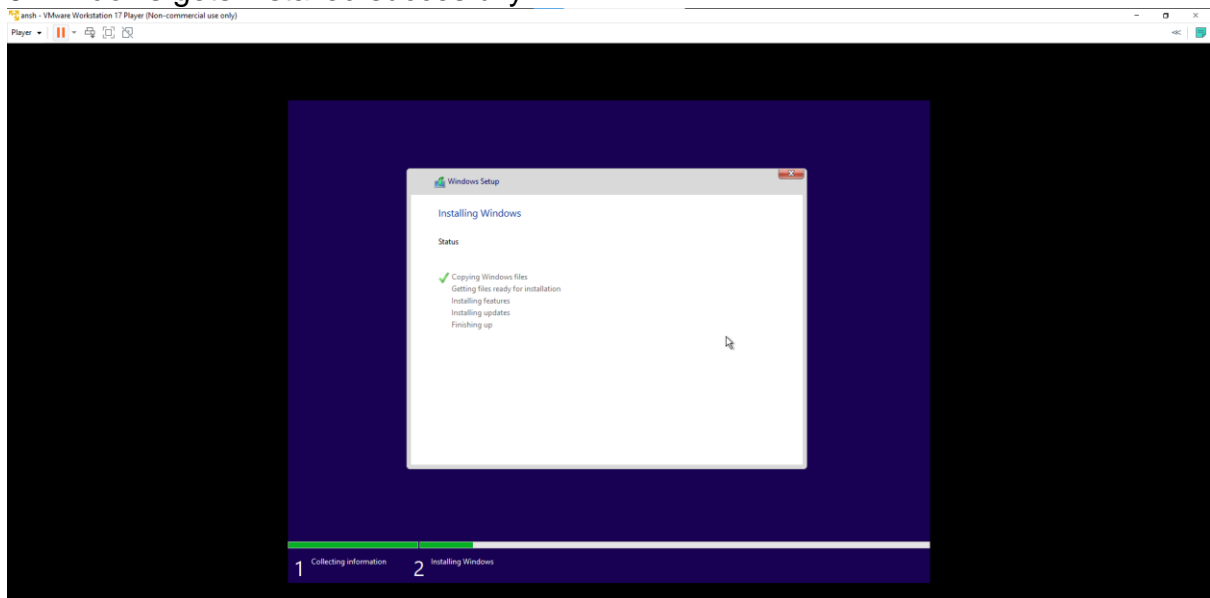 ansh - VMware Workstation 17 Player (Non-commercial use only)
Player
Windows Setup
Installing Windows
Status
Copying Windows files
Getting files ready for installation
Installing features
Installing updates
Finishing up
1 Collecting information 2 Installing Windows